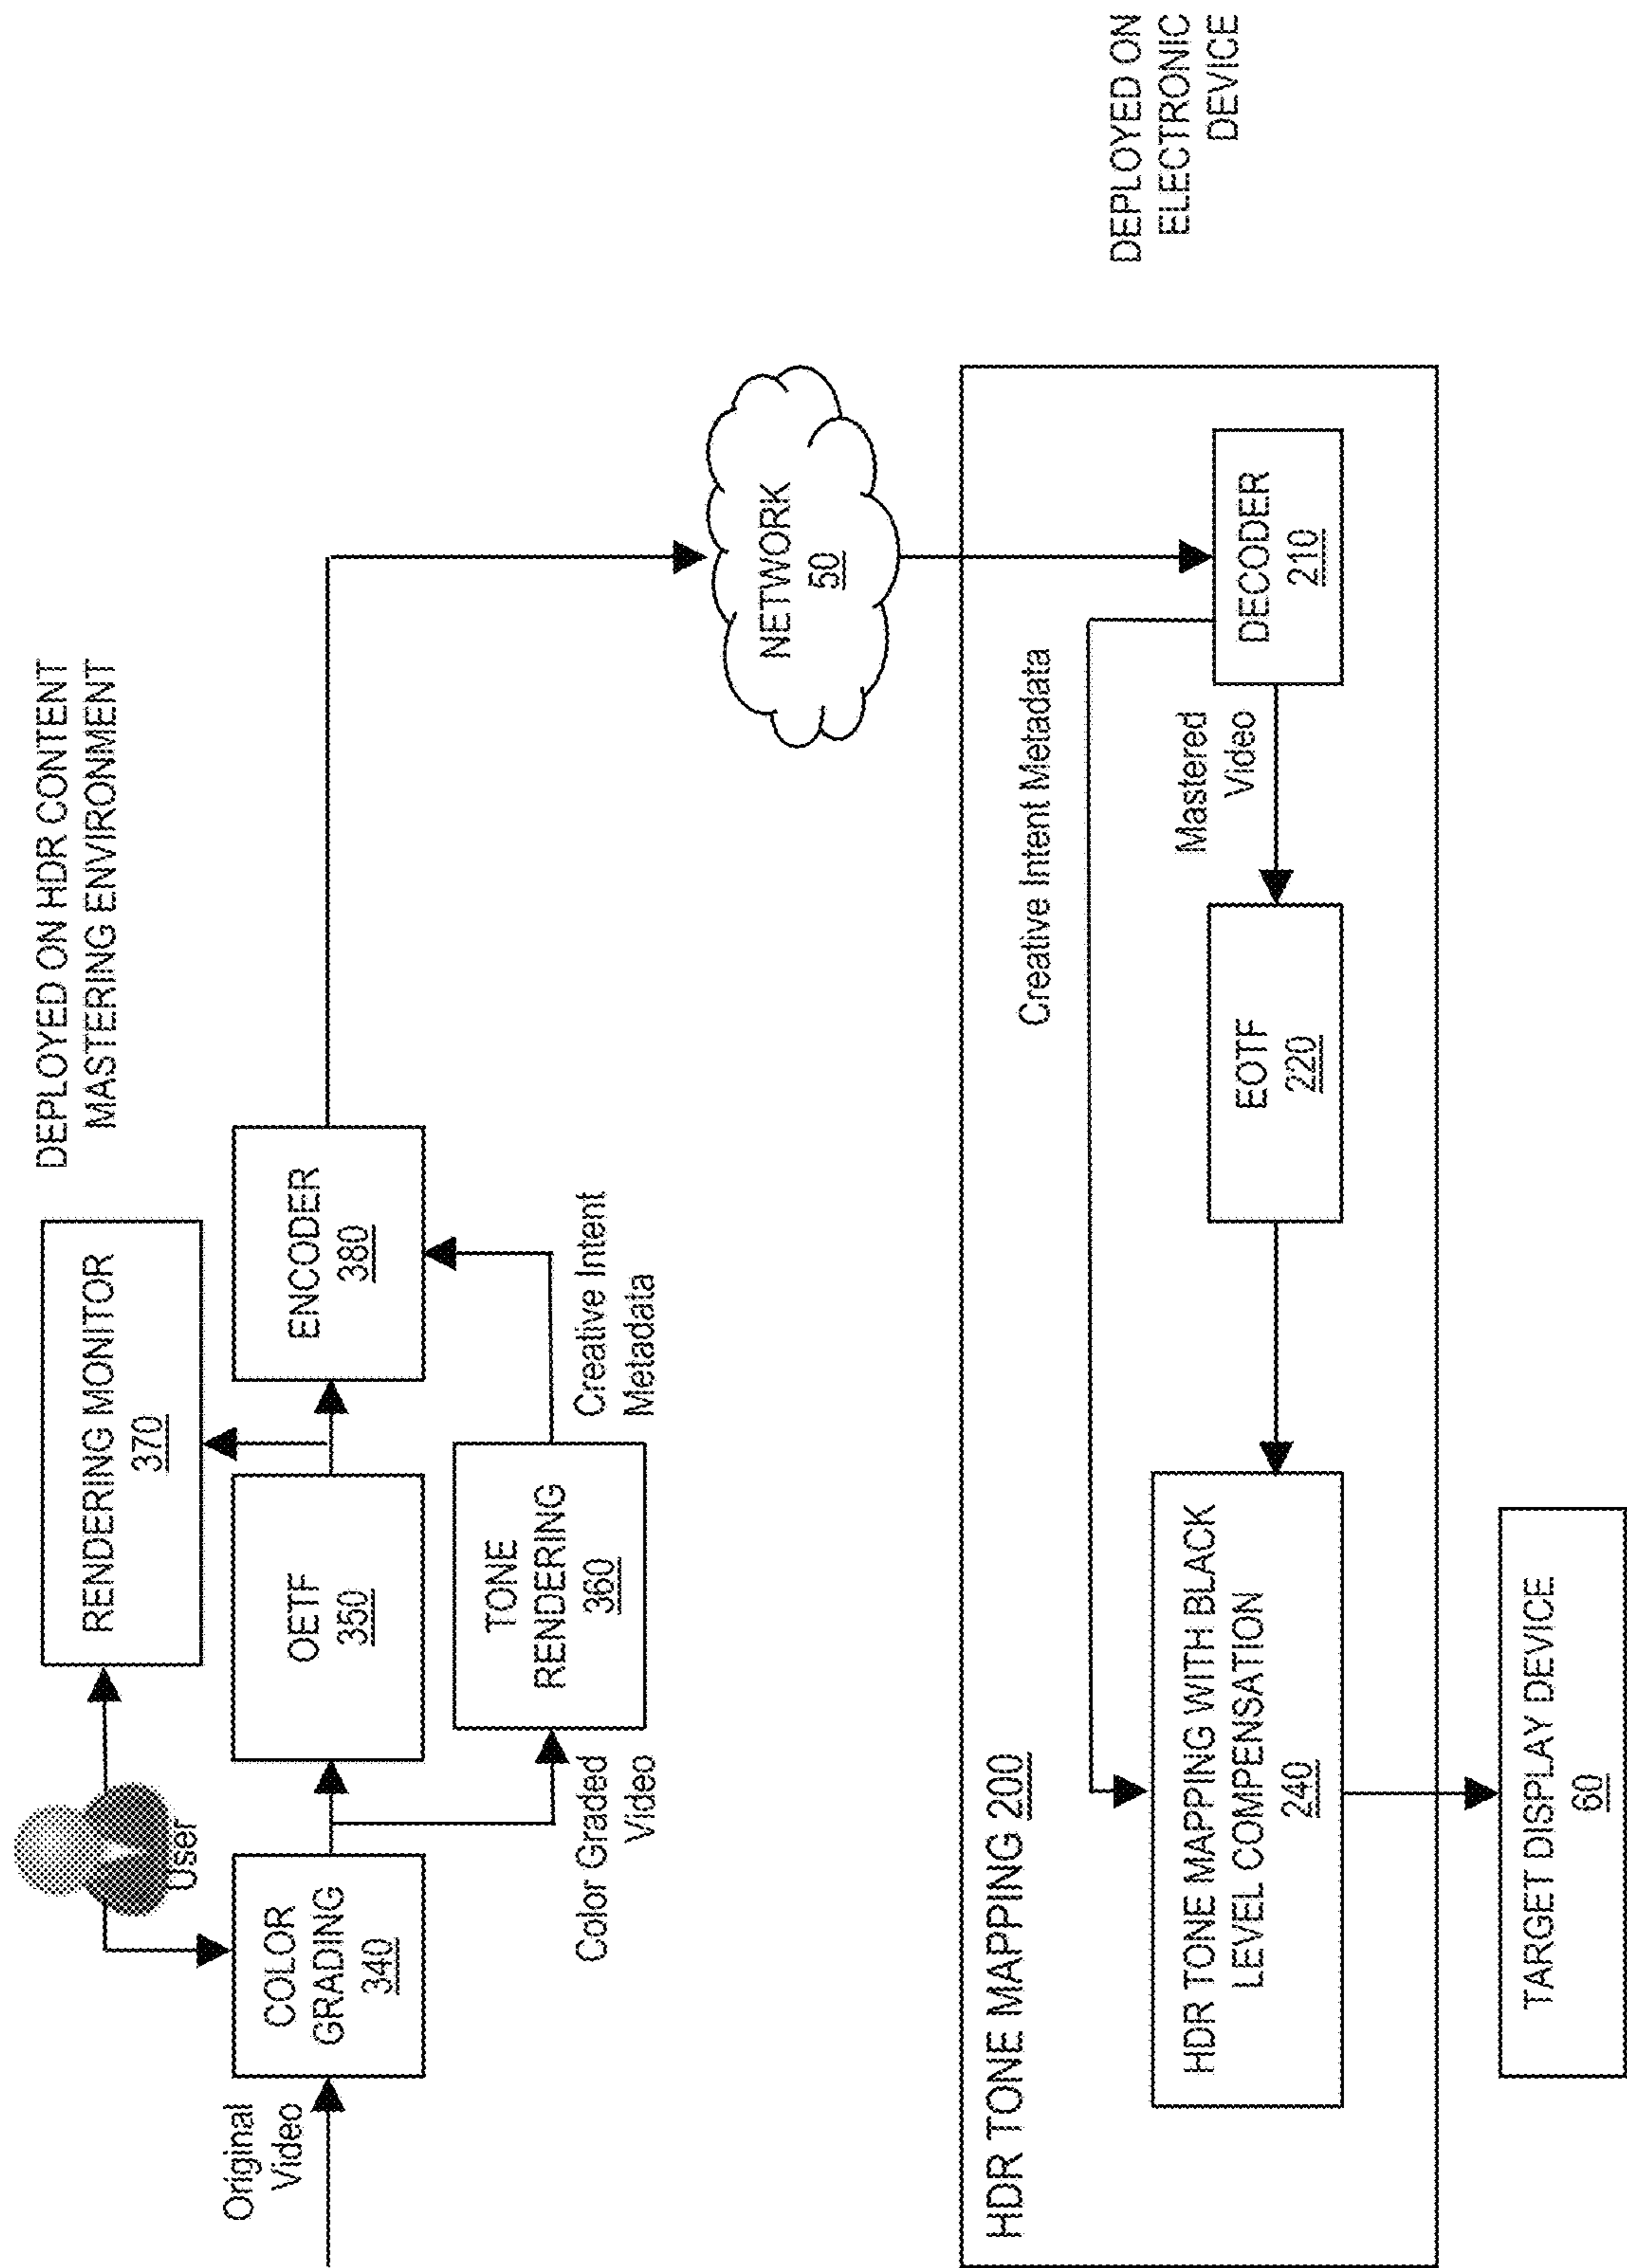 DEPLOYED ON HDR CONTENT
MASTERING ENVIRONMENT
User
RENDERING MONITOR
370
Original
Video
COLOR
GRADING
340
OETF
350
ENCODER
380
Color Graded
Video
TONE
RENDERING
360
Creative Intent
Metadata
NETWORK
50
HDR TONE MAPPING 200
Creative Intent Metadata
HDR TONE MAPPING WITH BLACK
LEVEL COMPENSATION
240
EOTF
220
Mastered
Video
DECODER
210
DEPLOYED ON
ELECTRONIC
DEVICE
TARGET DISPLAY DEVICE
60